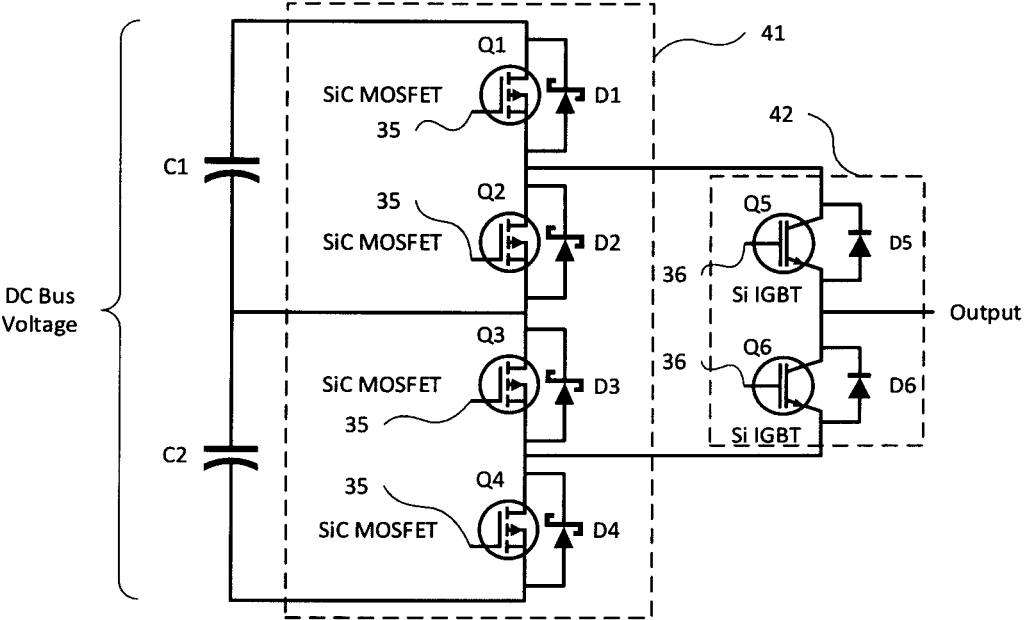 41
Q1
SiC MOSFET
D1
35
42
C1
Q2
35
Q5
SiC MOSFET
D2
D5
36
Si IGBT
DC Bus
Voltage
Output
Q3
Q6
36
SiC MOSFET
D3
D6
35
Si IGBT
C2
Q4
35
SiC MOSFET
D4